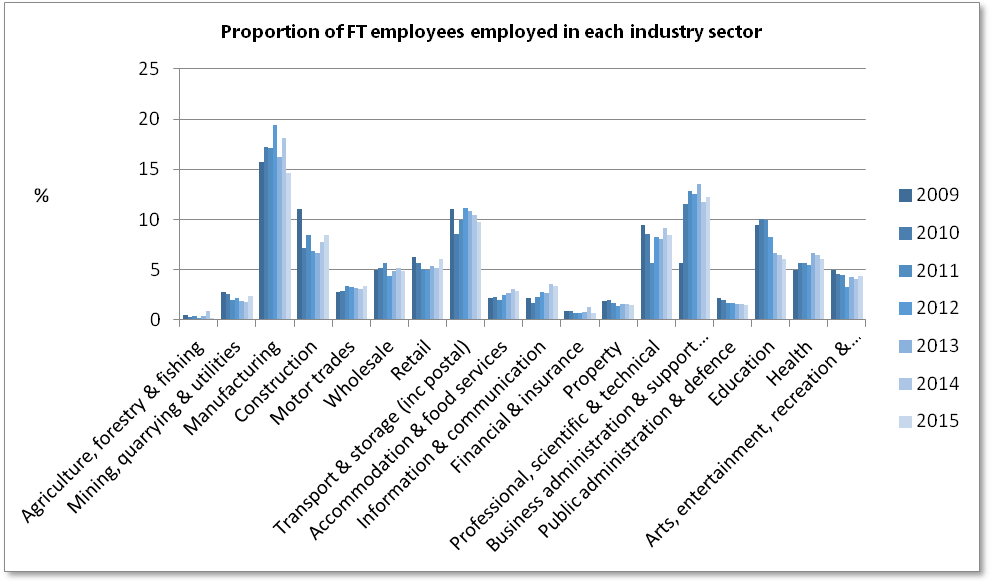 Proportion of FT employees employed in each industry sector
25
20
15
10
5
0
%
Agriculture, forestry & fishing
Mining, quarrying & utilities
Manufacturing
Construction
Motor trades
Wholesale
Retail
Transport & storage (inc postal)
Accommodation & food services
Information & communication
Financial & insurance
Property
Professional, scientific & technical
Business administration & support...
Public administration & defence
Education
Health
Arts, entertainment, recreation &...
2009
2010
2011
2012
2013
2014
2015